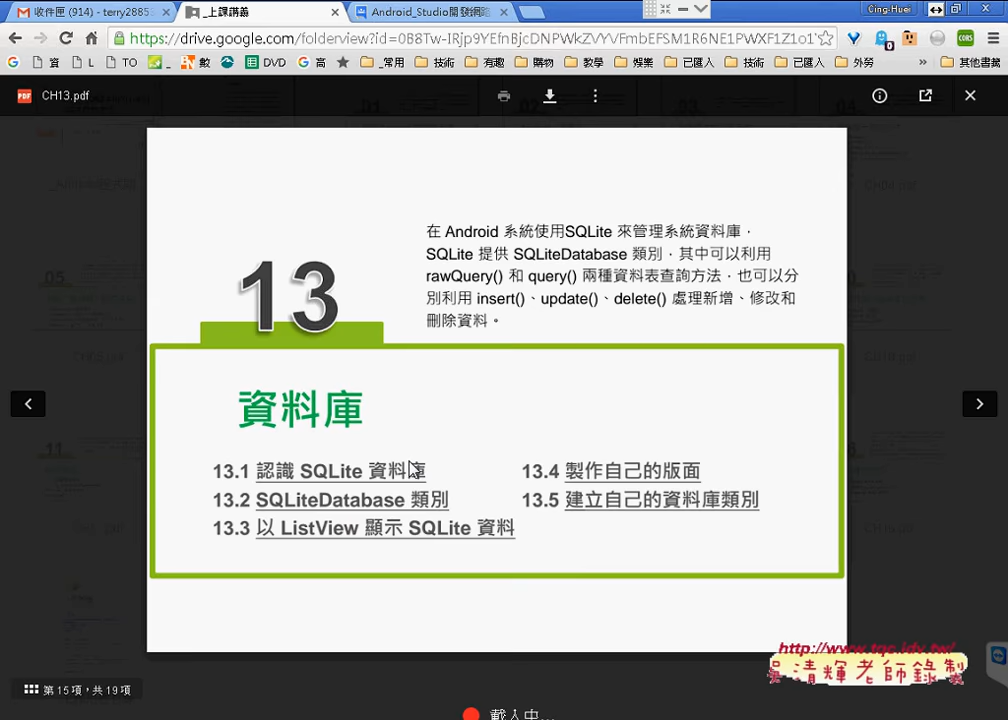 收件匣 (914) - terry2885
_上課講義
Android_Studio開發網路
Cing-Huei
https://drive.google.com/folderview?id=0B8Tw-IRjp9YEfnBjcDNPWkZVYVFmbEFSM1R6NE1PWXF1Z1o1Y
資 L TO _ 數 DVD 高 _常用 技術 有趣 購物 教學 娛樂 已匯入 技術 已匯入 外勞 » 其他書籤
CH13.pdf
13
在 Android 系統使用SQLite 來管理系統資料庫，
SQLite 提供 SQLiteDatabase 類別，其中可以利用
rawQuery() 和 query() 兩種資料表查詢方法，也可以分
別利用 insert()、update()、delete() 處理新增、修改和
刪除資料。
資料庫
13.1 認識 SQLite 資料庫
13.2 SQLiteDatabase 類別
13.3 以 ListView 顯示 SQLite 資料
13.4 製作自己的版面
13.5 建立自己的資料庫類別
http://www.tqc.idv.tw/
吳清輝老師錄製
第 15 項，共 19 項
載入中...